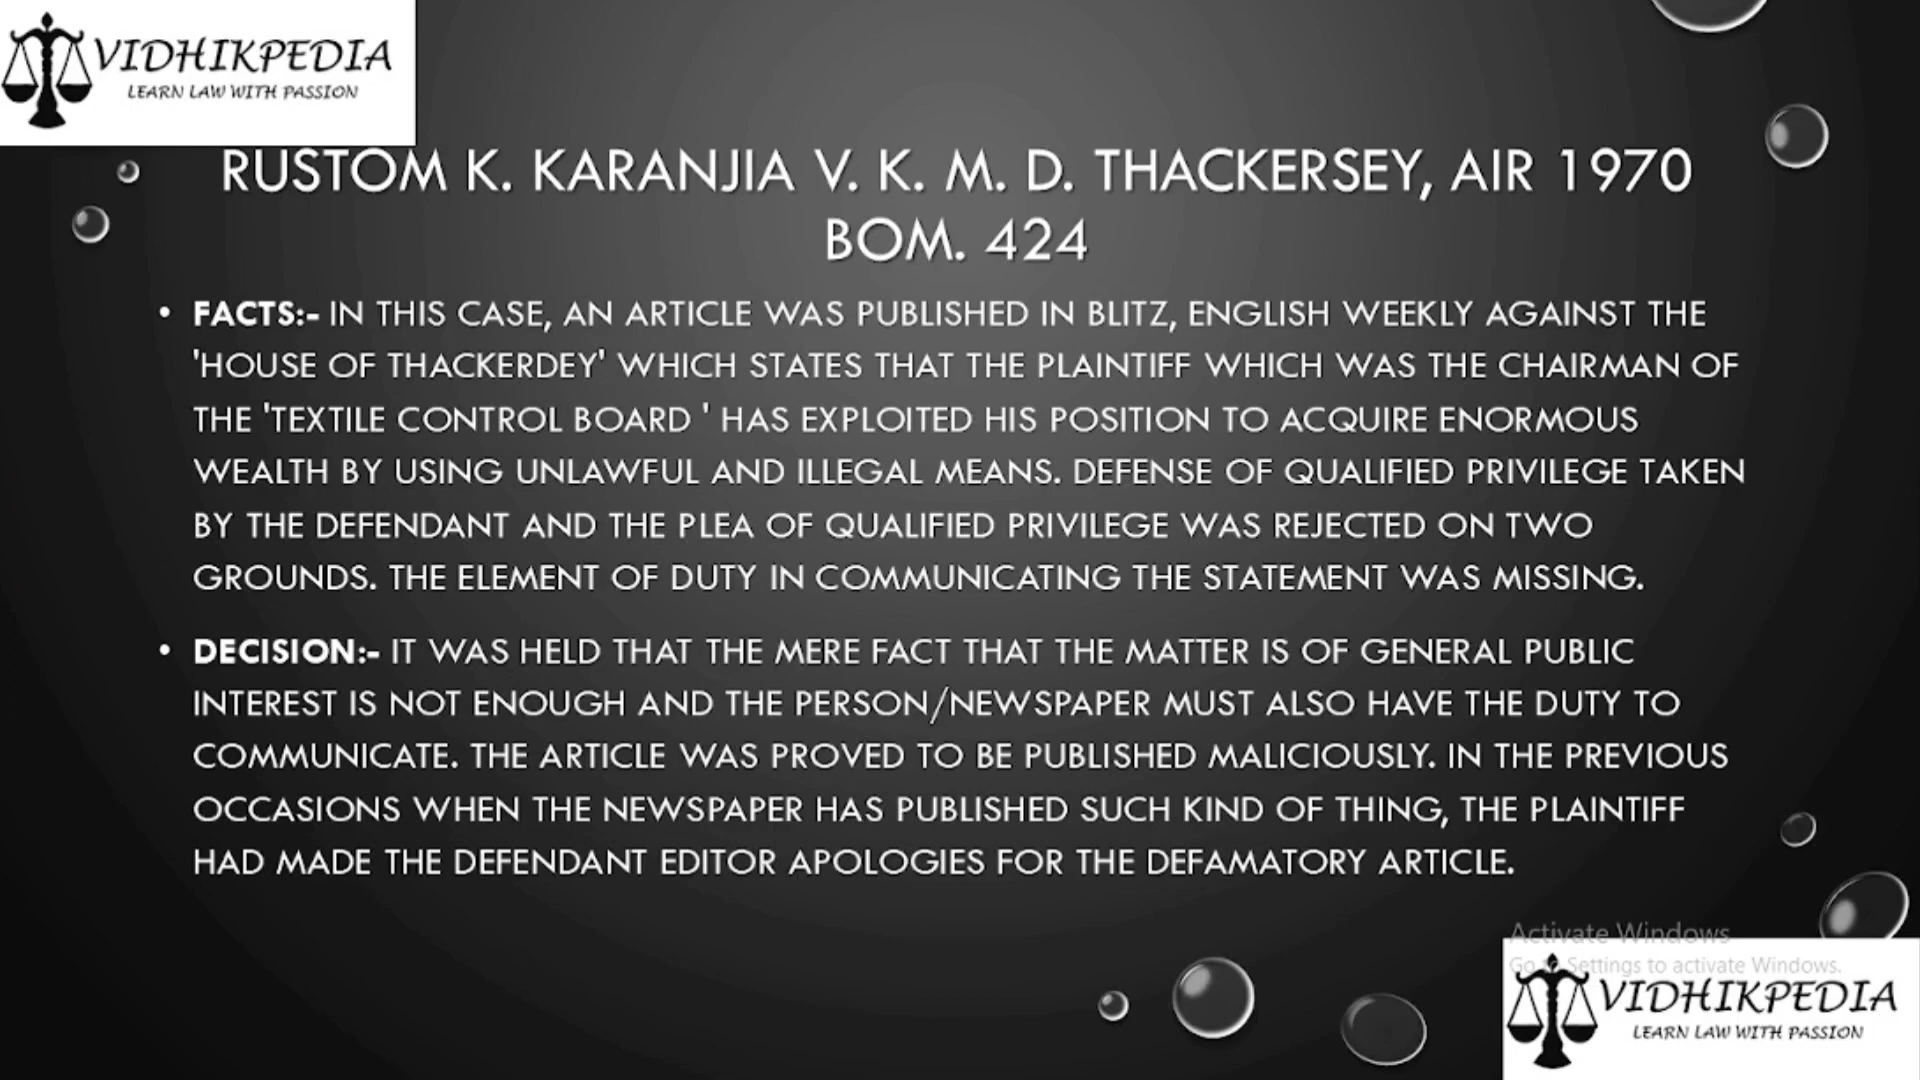 VIDHIKPEDIA
LEARN LAW WITH PASSION
RUSTOM K. KARANJIA V. K. M. D. THACKERSEY, AIR 1970
BOM. 424
• FACTS:- IN THIS CASE, AN ARTICLE WAS PUBLISHED IN BLITZ, ENGLISH WEEKLY AGAINST THE
'HOUSE OF THACKERDEY' WHICH STATES THAT THE PLAINTIFF WHICH WAS THE CHAIRMAN OF
THE 'TEXTILE CONTROL BOARD ' HAS EXPLOITED HIS POSITION TO ACQUIRE ENORMOUS
WEALTH BY USING UNLAWFUL AND ILLEGAL MEANS. DEFENSE OF QUALIFIED PRIVILEGE TAKEN
BY THE DEFENDANT AND THE PLEA OF QUALIFIED PRIVILEGE WAS REJECTED ON TWO
GROUNDS. THE ELEMENT OF DUTY IN COMMUNICATING THE STATEMENT WAS MISSING.
• DECISION:- IT WAS HELD THAT THE MERE FACT THAT THE MATTER IS OF GENERAL PUBLIC
INTEREST IS NOT ENOUGH AND THE PERSON/NEWSPAPER MUST ALSO HAVE THE DUTY TO
COMMUNICATE. THE ARTICLE WAS PROVED TO BE PUBLISHED MALICIOUSLY. IN THE PREVIOUS
OCCASIONS WHEN THE NEWSPAPER HAS PUBLISHED SUCH KIND OF THING, THE PLAINTIFF
HAD MADE THE DEFENDANT EDITOR APOLOGIES FOR THE DEFAMATORY ARTICLE.
Activate Windows
Go to Settings to activate Windows.
VIDHIKPEDIA
LEARN LAW WITH PASSION